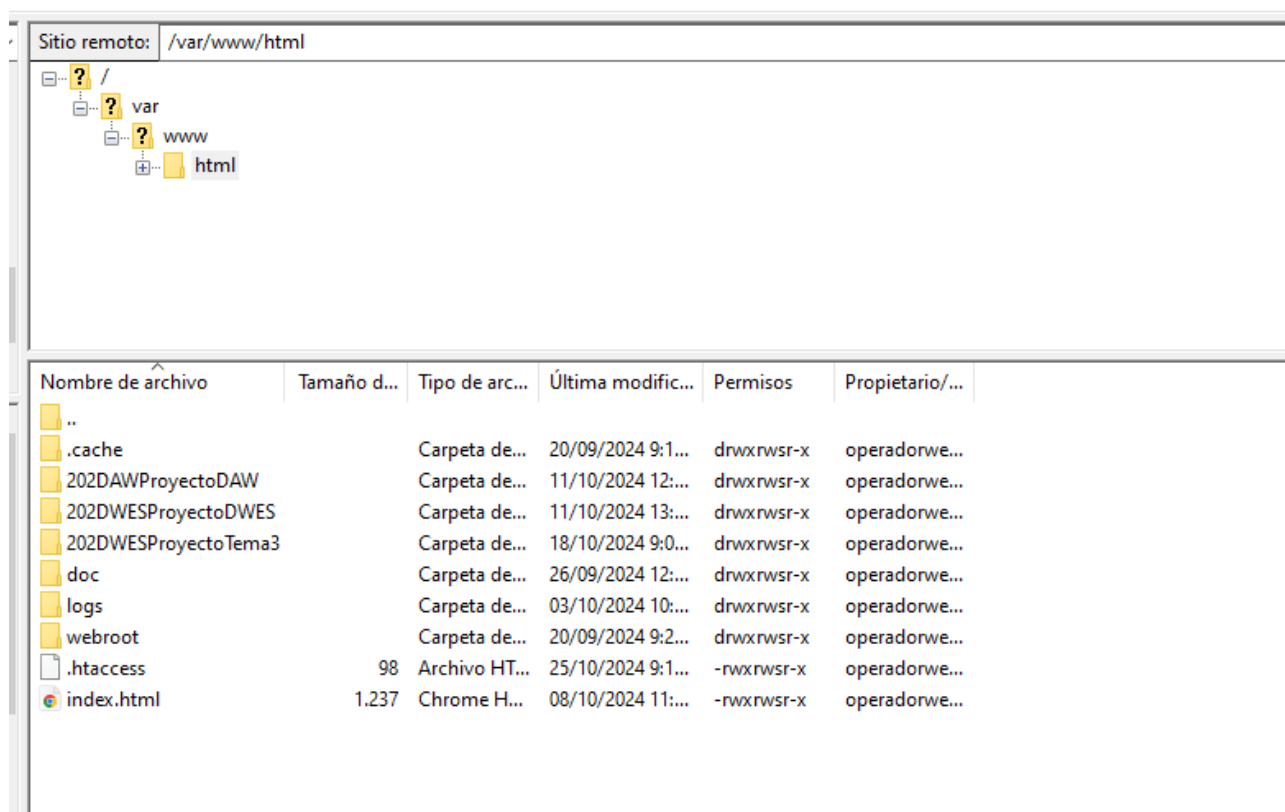 Sitio remoto: /var/www/html
/
var
www
html
Nombre de archivo Tamaño d... Tipo de arc... Última modific... Permisos Propietario/...
..
.cache Carpeta de... 20/09/2024 9:1... drwxrwsr-x operadorwe...
202DAWProyectoDAW Carpeta de... 11/10/2024 12:... drwxrwsr-x operadorwe...
202DWESProyectoDWES Carpeta de... 11/10/2024 13:... drwxrwsr-x operadorwe...
202DWESProyectoTema3 Carpeta de... 18/10/2024 9:0... drwxrwsr-x operadorwe...
doc Carpeta de... 26/09/2024 12:... drwxrwsr-x operadorwe...
logs Carpeta de... 03/10/2024 10:... drwxrwsr-x operadorwe...
webroot Carpeta de... 20/09/2024 9:2... drwxrwsr-x operadorwe...
.htaccess 98 Archivo HT... 25/10/2024 9:1... -rwxrwsr-x operadorwe...
index.html 1.237 Chrome H... 08/10/2024 11:... -rwxrwsr-x operadorwe...